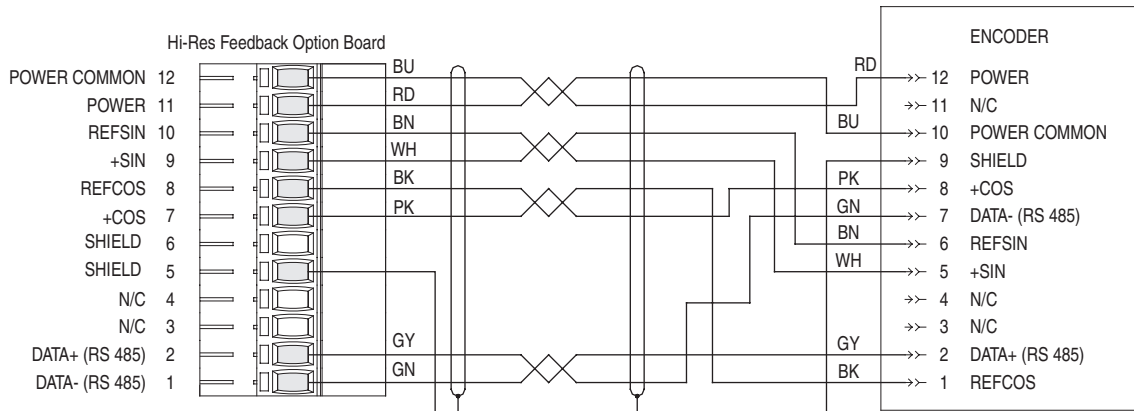 Hi-Res Feedback Option Board
POWER COMMON 12
POWER 11
REFSIN 10
+SIN 9
REFCOS 8
+COS 7
SHIELD 6
SHIELD 5
N/C 4
N/C 3
DATA+ (RS 485) 2
DATA- (RS 485) 1
BU
RD
BN
WH
BK
PK
GY
GN
RD
BU
PK
GN
BN
WH
GY
BK
ENCODER
12 POWER
11 N/C
10 POWER COMMON
9 SHIELD
8 +COS
7 DATA- (RS 485)
6 REFSIN
5 +SIN
4 N/C
3 N/C
2 DATA+ (RS 485)
1 REFCOS